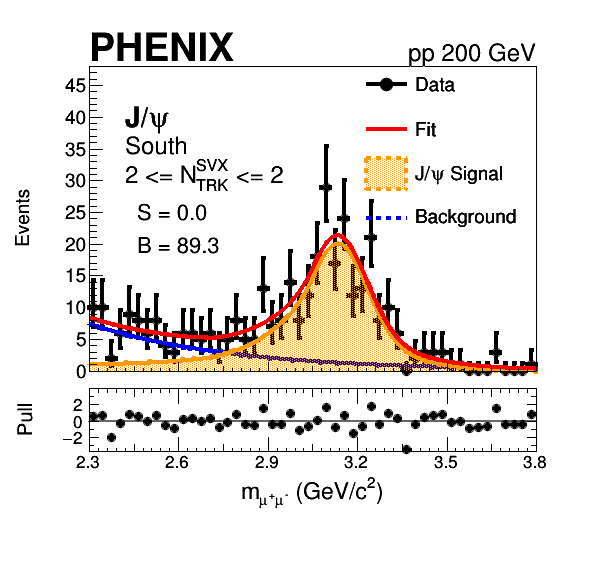 PHENIX pp 200 GeV
Data
J/ψ
Fit
South
2 <= N_TRK^SVX <= 2
J/ψ Signal
S = 0.0
Background
B = 89.3
Events
45
40
35
30
25
20
15
10
5
0
Pull
2
0
−2
2.3 2.6 2.9 3.2 3.5 3.8
m_μ⁺μ⁻ (GeV/c²)